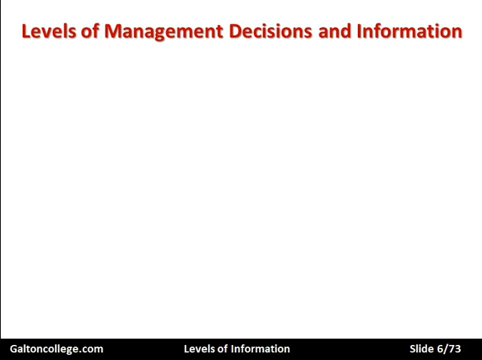 Levels of Management Decisions and Information
Galtoncollege.com Levels of Information Slide 6/73